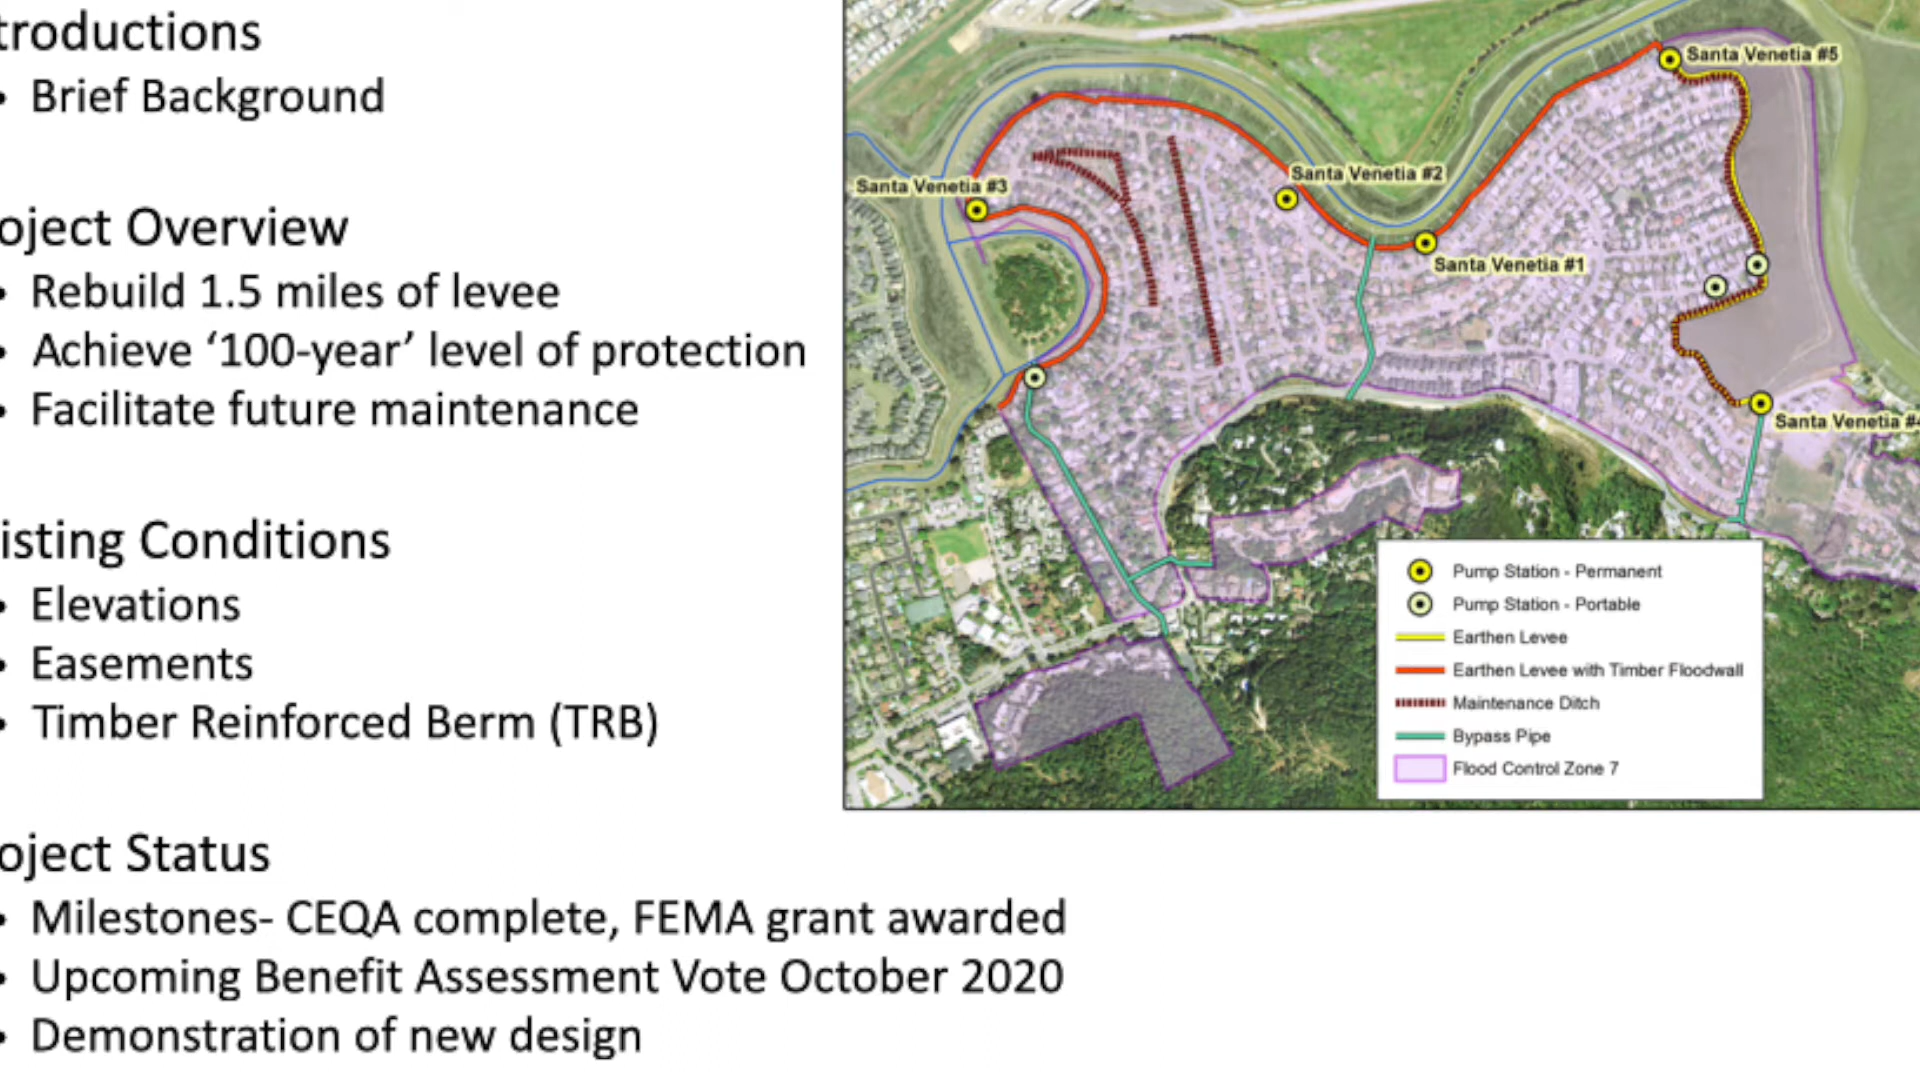 troductions
• Brief Background
oject Overview
• Rebuild 1.5 miles of levee
• Achieve ‘100-year’ level of protection
• Facilitate future maintenance
isting Conditions
• Elevations
• Easements
• Timber Reinforced Berm (TRB)
oject Status
• Milestones- CEQA complete, FEMA grant awarded
• Upcoming Benefit Assessment Vote October 2020
• Demonstration of new design
Santa Venetia #5
Santa Venetia #2
Santa Venetia #3
Santa Venetia #1
Santa Venetia #4
Pump Station - Permanent
Pump Station - Portable
Earthen Levee
Earthen Levee with Timber Floodwall
Maintenance Ditch
Bypass Pipe
Flood Control Zone 7